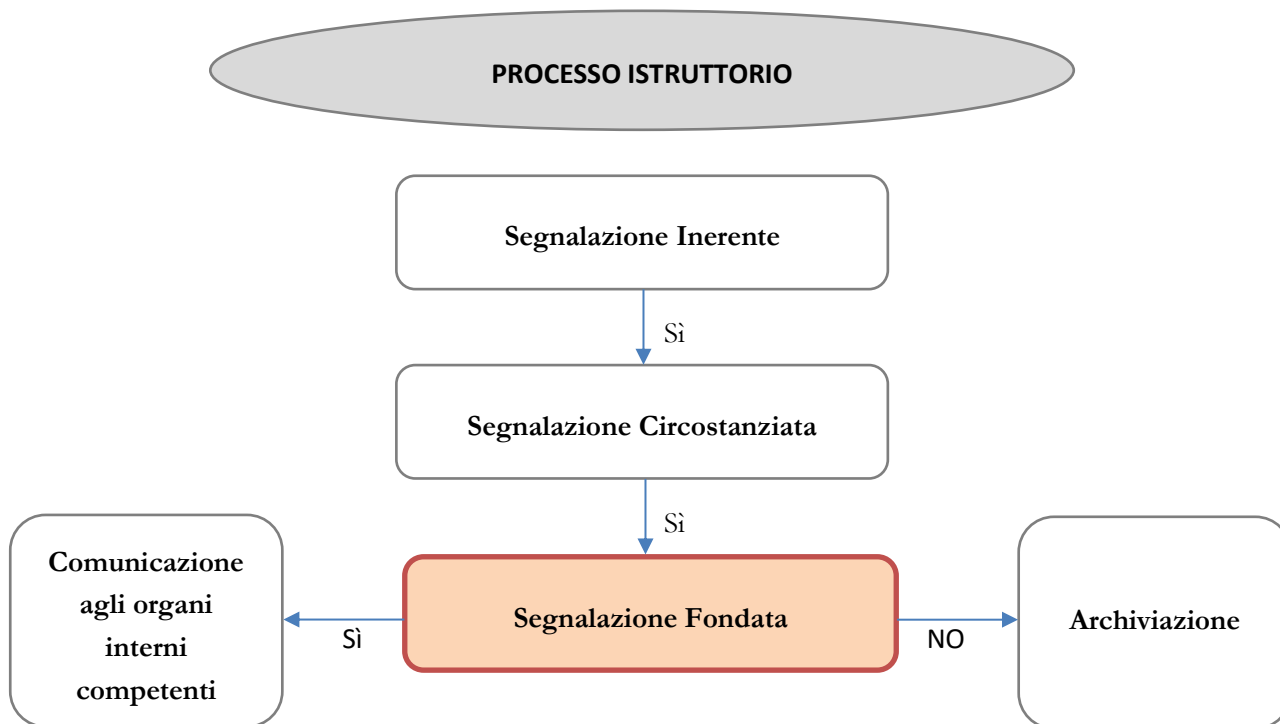 PROCESSO ISTRUTTORIO
Segnalazione Inerente
Sì
Segnalazione Circostanziata
Sì
Comunicazione
agli organi
interni
competenti
Sì
Segnalazione Fondata
NO
Archiviazione